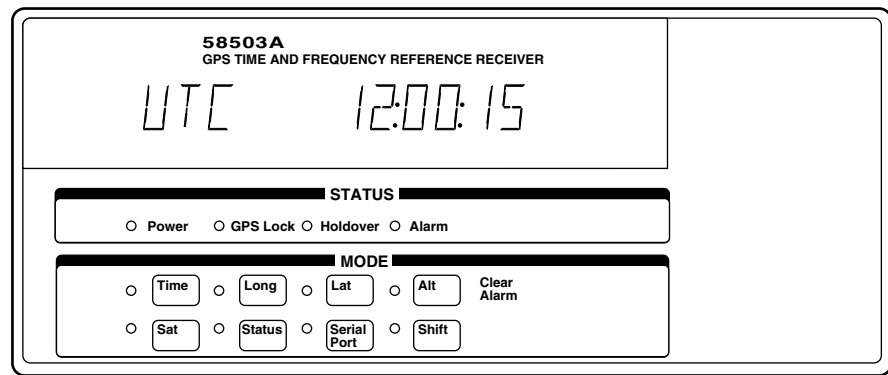 58503A
GPS TIME AND FREQUENCY REFERENCE RECEIVER
UTC 12:00:15
STATUS
Power GPS Lock Holdover Alarm
MODE
Time Long Lat Alt Clear
Alarm
Sat Status Serial
Port Shift